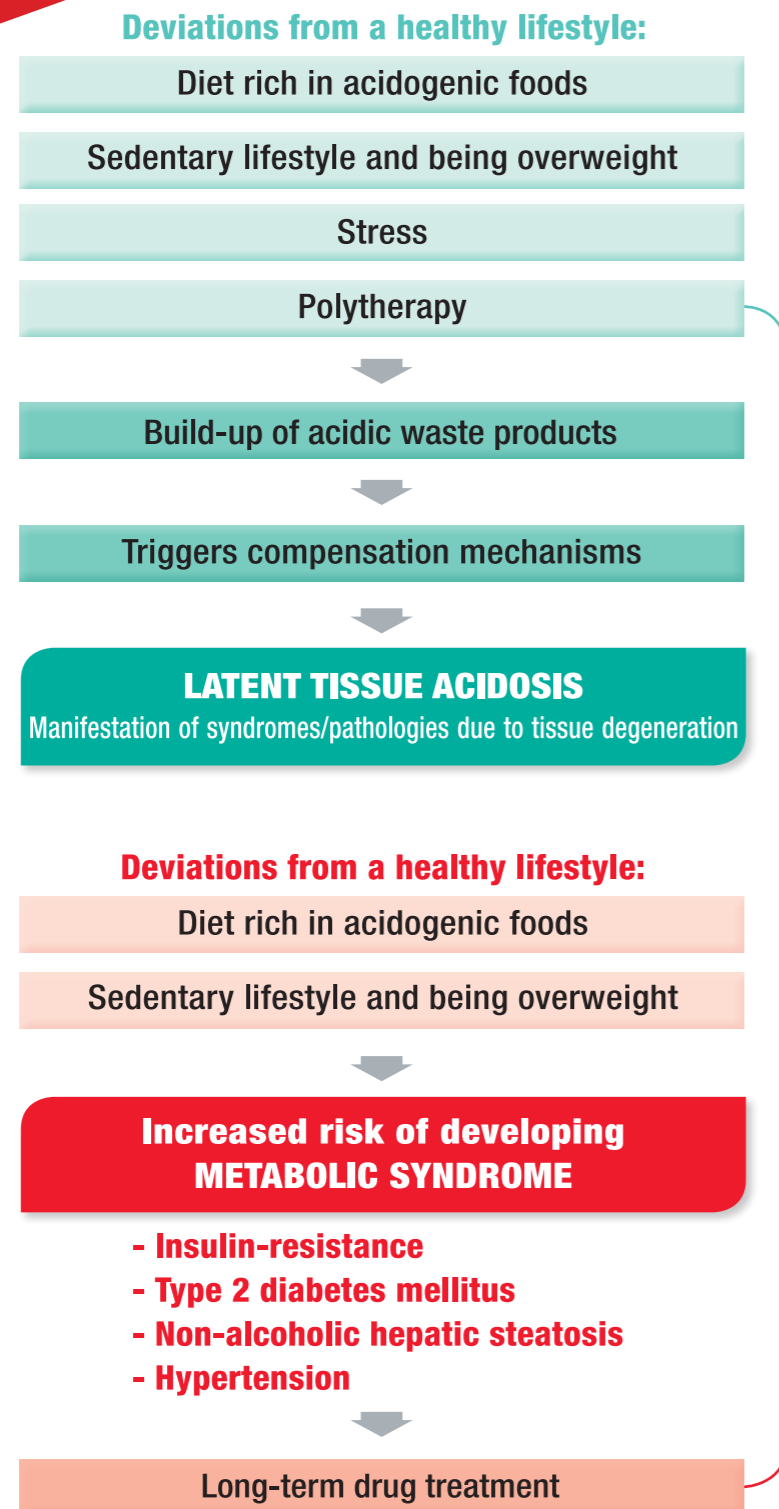 Deviations from a healthy lifestyle:
Diet rich in acidogenic foods
Sedentary lifestyle and being overweight
Stress
Polytherapy
Build-up of acidic waste products
Triggers compensation mechanisms
LATENT TISSUE ACIDOSIS
Manifestation of syndromes/pathologies due to tissue degeneration
Deviations from a healthy lifestyle:
Diet rich in acidogenic foods
Sedentary lifestyle and being overweight
Increased risk of developing
METABOLIC SYNDROME
- Insulin-resistance
- Type 2 diabetes mellitus
- Non-alcoholic hepatic steatosis
- Hypertension
Long-term drug treatment